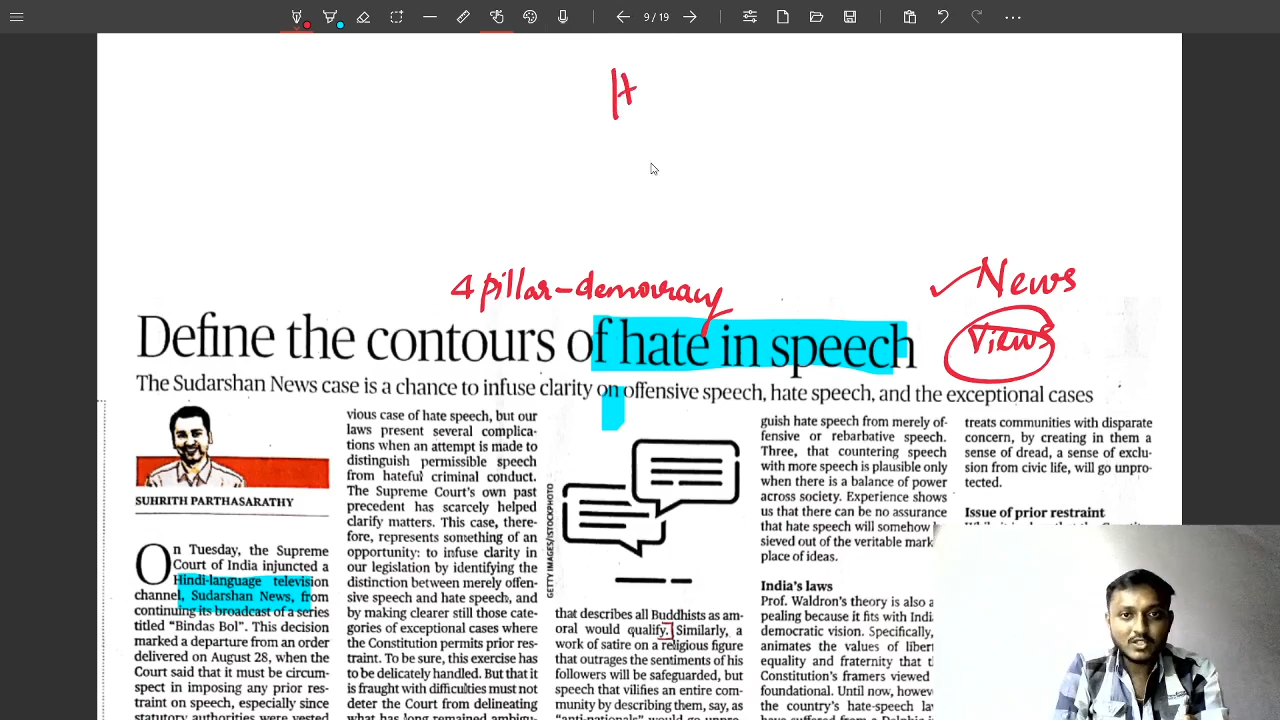 9 / 19
H
4 pillar-democracy
News
Views
Define the contours of hate in speech
The Sudarshan News case is a chance to infuse clarity on offensive speech, hate speech, and the exceptional cases
SUHRITH PARTHASARATHY
On Tuesday, the Supreme
Court of India injuncted a
Hindi-language television
channel, Sudarshan News, from
continuing its broadcast of a series
titled “Bindas Bol”. This decision
marked a departure from an order
delivered on August 28, when the
Court said that it must be circum-
spect in imposing any prior res-
traint on speech, especially since
statutory authorities were vested
vious case of hate speech, but our
laws present several complica-
tions when an attempt is made to
distinguish permissible speech
from hateful criminal conduct.
The Supreme Court's own past
precedent has scarcely helped
clarify matters. This case, there-
fore, represents something of an
opportunity: to infuse clarity in
our legislation by identifying the
distinction between merely offen-
sive speech and hate speech, and
by making clearer still those cate-
gories of exceptional cases where
the Constitution permits prior res-
traint. To be sure, this exercise has
to be delicately handled. But that it
is fraught with difficulties must not
deter the Court from delineating
what has long remained ambigu-
GETTY IMAGES/ISTOCKPHOTO
that describes all Buddhists as am-
oral would qualify. Similarly, a
work of satire on a religious figure
that outrages the sentiments of his
followers will be safeguarded, but
speech that vilifies an entire com-
munity by describing them, say, as
“anti-nationals” would go unpro-
guish hate speech from merely of-
fensive or rebarbative speech.
Three, that countering speech
with more speech is plausible only
when there is a balance of power
across society. Experience shows
us that there can be no assurance
that hate speech will somehow
sieved out of the veritable mark
place of ideas.
India's laws
Prof. Waldron's theory is also a
pealing because it fits with Indi
democratic vision. Specifically,
animates the values of libert
equality and fraternity that t
Constitution's framers viewed
foundational. Until now, howev
the country's hate-speech la
treats communities with disparate
concern, by creating in them a
sense of dread, a sense of exclu-
sion from civic life, will go unpro-
tected.
Issue of prior restraint